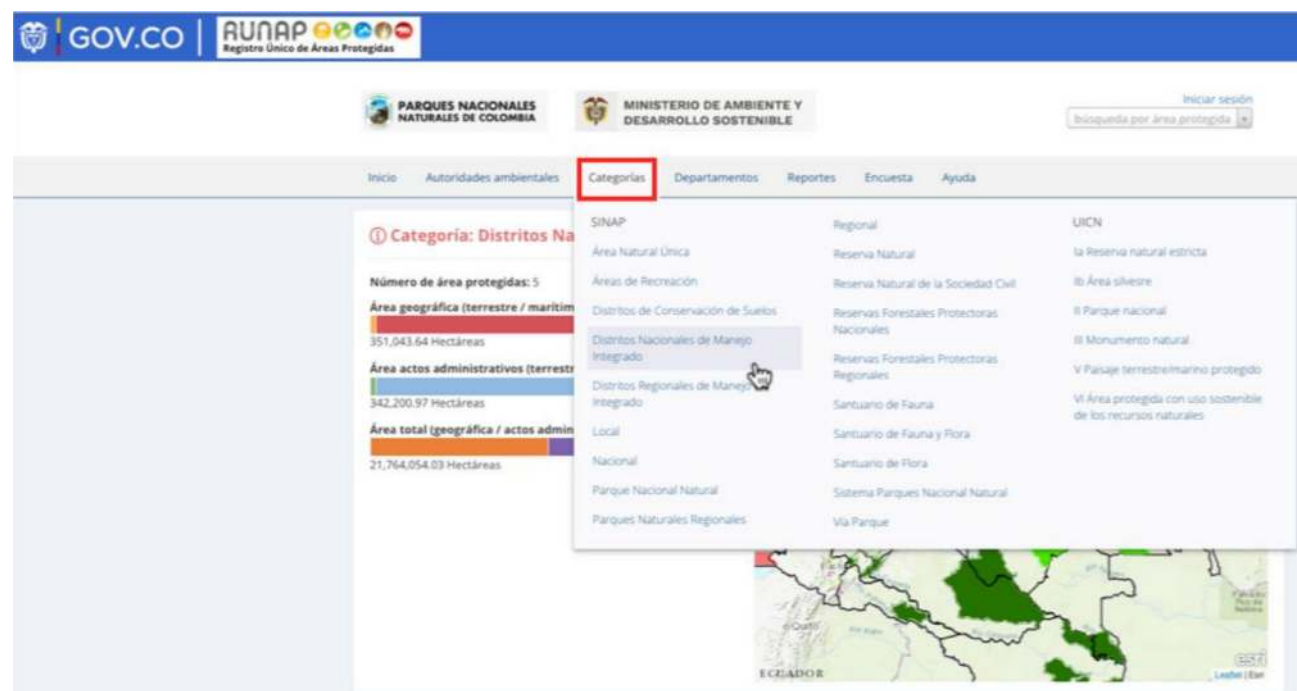 GOV.CO
RUNAP
Registro Único de Áreas Protegidas
PARQUES NACIONALES
NATURALES DE COLOMBIA
MINISTERIO DE AMBIENTE Y
DESARROLLO SOSTENIBLE
Iniciar sesión
búsqueda por área protegida
Inicio Autoridades ambientales Categorías Departamentos Reportes Encuesta Ayuda
Categoría: Distritos Na
Número de área protegidas: 5
Área geográfica (terrestre / marítim
351,043.64 Hectáreas
Área actos administrativos (terrestr
342,200.97 Hectáreas
Área total (geográfica / actos admin
21,764,054.03 Hectáreas
SINAP
Área Natural Única
Áreas de Recreación
Distritos de Conservación de Suelos
Distritos Nacionales de Manejo
Integrado
Distritos Regionales de Manejo
Integrado
Local
Nacional
Parque Nacional Natural
Parques Naturales Regionales
Regional
Reserva Natural
Reserva Natural de la Sociedad Civil
Reservas Forestales Protectoras
Nacionales
Reservas Forestales Protectoras
Regionales
Santuario de Fauna
Santuario de Fauna y Flora
Santuario de Flora
Sistema Parques Nacional Natural
Vía Parque
UICN
Ia Reserva natural estricta
Ib Área silvestre
II Parque nacional
III Monumento natural
V Paisaje terrestre/marino protegido
VI Área protegida con uso sostenible
de los recursos naturales
Quito
ECUADOR
esri
Leaflet | Esri